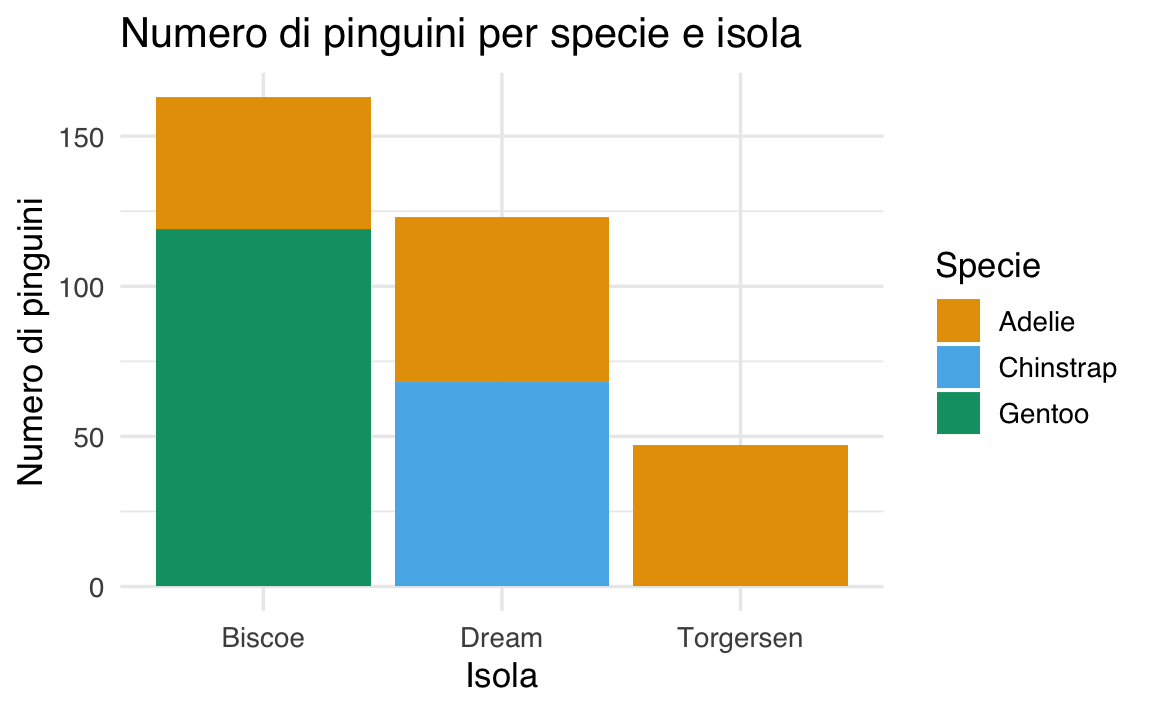 Numero di pinguini per specie e isola
Numero di pinguini
150
100
50
0
Biscoe
Dream
Torgersen
Isola
Specie
Adelie
Chinstrap
Gentoo